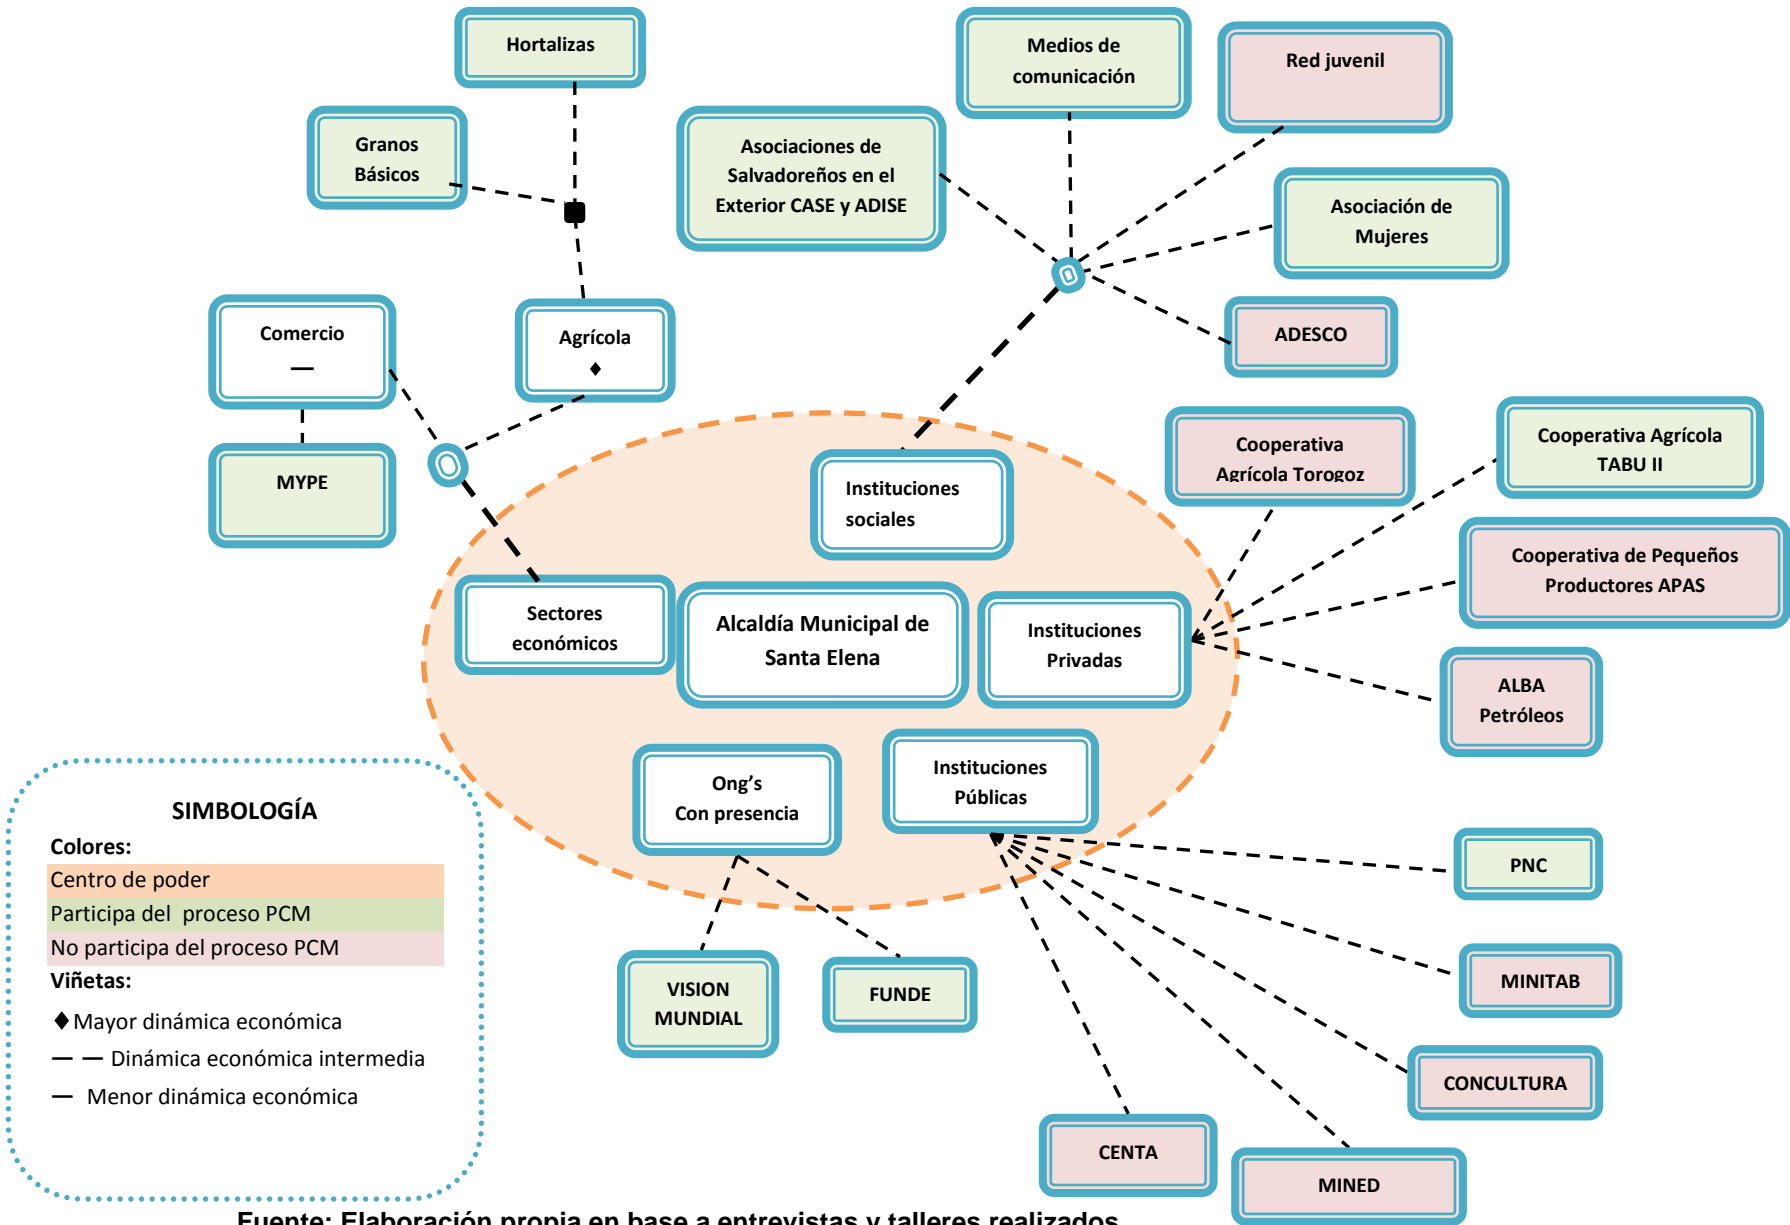 Hortalizas
Medios de
comunicación
Red juvenil
Granos
Básicos
Asociaciones de
Salvadoreños en el
Exterior CASE y ADISE
Asociación de
Mujeres
Comercio
—
Agrícola
♦
ADESCO
MYPE
Instituciones
sociales
Cooperativa
Agrícola Torogoz
Cooperativa Agrícola
TABU II
Cooperativa de Pequeños
Productores APAS
Sectores
económicos
Alcaldía Municipal de
Santa Elena
Instituciones
Privadas
ALBA
Petróleos
Ong's
Con presencia
Instituciones
Públicas
PNC
VISION
MUNDIAL
FUNDE
MINITAB
CONCULTURA
CENTA
MINED
SIMBOLOGÍA
Colores:
Centro de poder
Participa del  proceso PCM
No participa del proceso PCM
Viñetas:
♦Mayor dinámica económica
— — Dinámica económica intermedia
— Menor dinámica económica
Fuente: Elaboración propia en base a entrevistas y talleres realizados